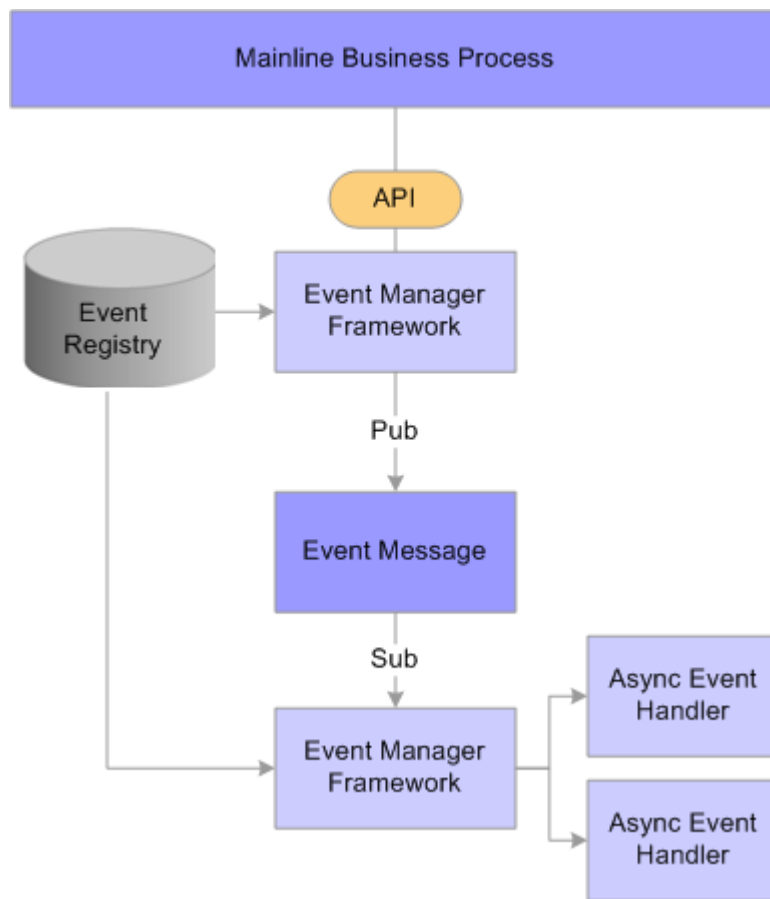 Mainline Business Process
API
Event Manager
Framework
Event
Registry
Pub
Event Message
Sub
Event Manager
Framework
Async Event
Handler
Async Event
Handler